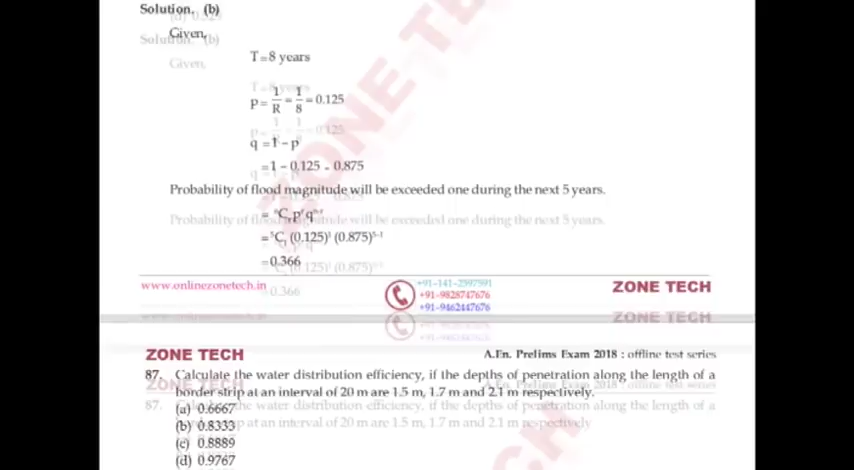 Solution. (b)
Given,
T = 8 years
p = 1/R = 1/8 = 0.125
q = 1 – p
= 1 – 0.125 = 0.875
Probability of flood magnitude will be exceeded one during the next 5 years.
= ⁿCᵣ pʳ qⁿ⁻ʳ
= ⁵C₁ (0.125)¹ (0.875)⁵⁻¹
= 0.366
www.onlinezonetech.in
+91-141-2597591
+91-9828747676
+91-9462447676
ZONE TECH
ZONE TECH
A.En. Prelims Exam 2018 : offline test series
87. Calculate the water distribution efficiency, if the depths of penetration along the length of a
border strip at an interval of 20 m are 1.5 m, 1.7 m and 2.1 m respectively.
(a) 0.6667
(b) 0.8333
(c) 0.8889
(d) 0.9767